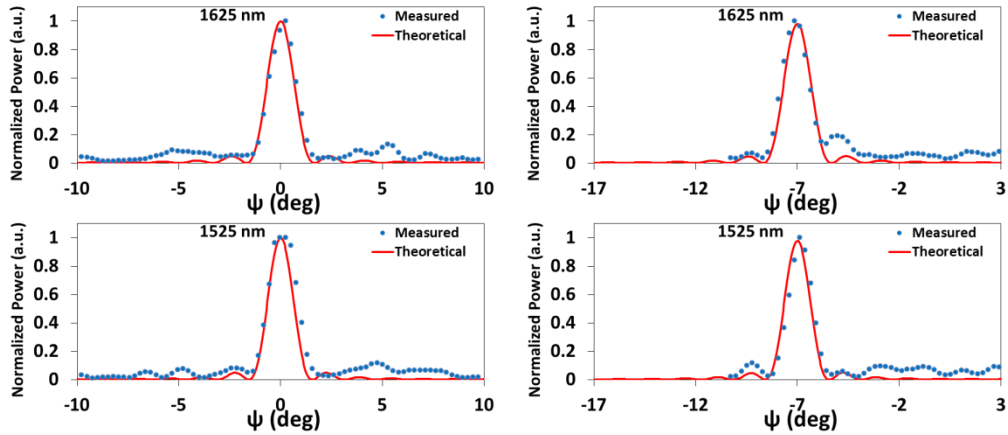 Normalized Power (a.u.)
1
0.8
0.6
0.4
0.2
0
1625 nm
Measured
Theoretical
-10
-5
0
5
10
ψ (deg)
Normalized Power (a.u.)
1
0.8
0.6
0.4
0.2
0
1625 nm
Measured
Theoretical
-17
-12
-7
-2
3
ψ (deg)
Normalized Power (a.u.)
1
0.8
0.6
0.4
0.2
0
1525 nm
Measured
Theoretical
-10
-5
0
5
10
ψ (deg)
Normalized Power (a.u.)
1
0.8
0.6
0.4
0.2
0
1525 nm
Measured
Theoretical
-17
-12
-7
-2
3
ψ (deg)